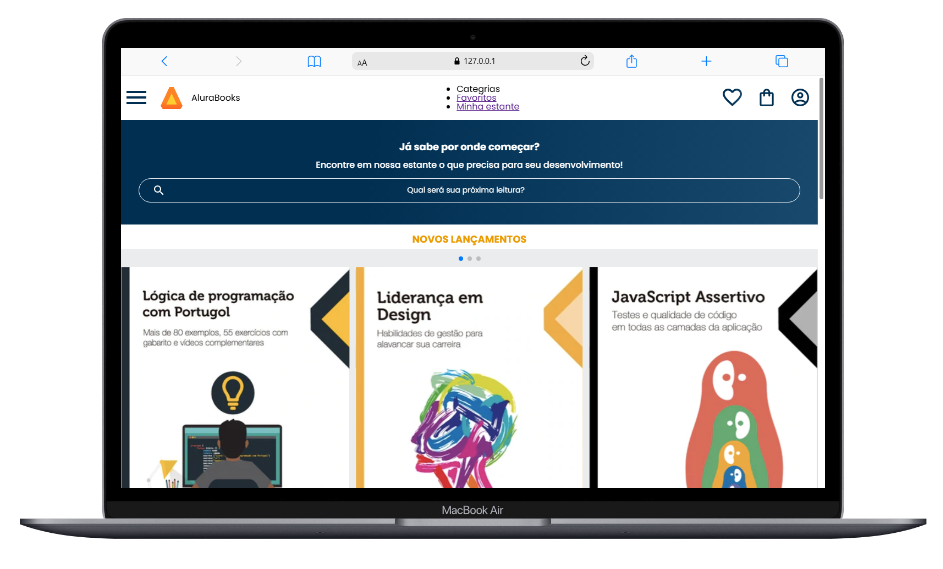 AA
127.0.0.1
AluraBooks
Categrias
Favoritos
Minha estante
Já sabe por onde começar?
Encontre em nossa estante o que precisa para seu desenvolvimento!
Qual será sua próxima leitura?
NOVOS LANÇAMENTOS
Lógica de programação
com Portugol
Mais de 80 exemplos, 55 exercícios com
gabarito e vídeos complementares
Liderança em
Design
Habilidades de gestão para
alavancar sua carreira
JavaScript Assertivo
Testes e qualidade de código
em todas as camadas da aplicação
MacBook Air